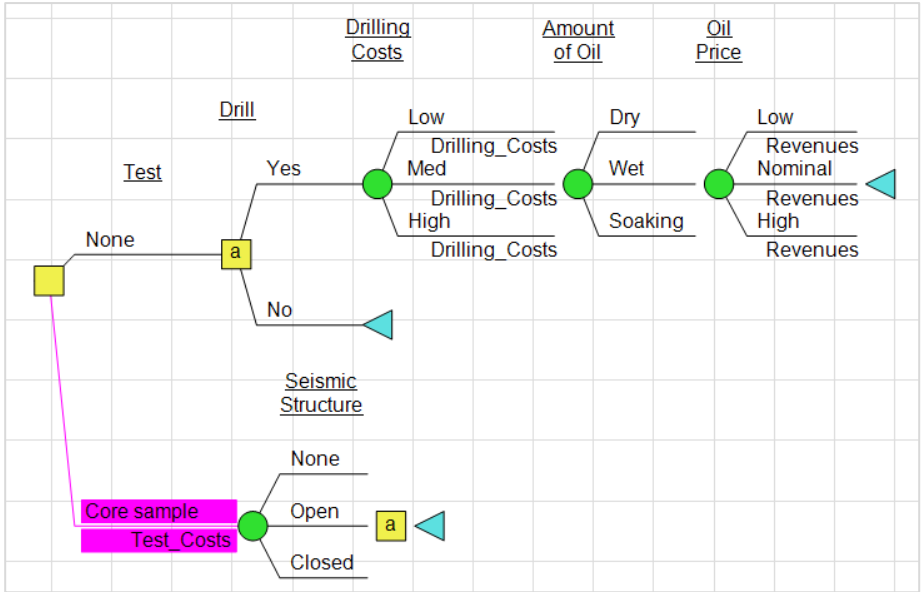 Drilling
Costs
Amount
of Oil
Oil
Price
Drill
Test
Low
Drilling_Costs
Med
Drilling_Costs
High
Drilling_Costs
Dry
Wet
Soaking
Low
Revenues
Nominal
Revenues
High
Revenues
Yes
None
a
No
Seismic
Structure
None
Core sample
Test_Costs
Open
a
Closed